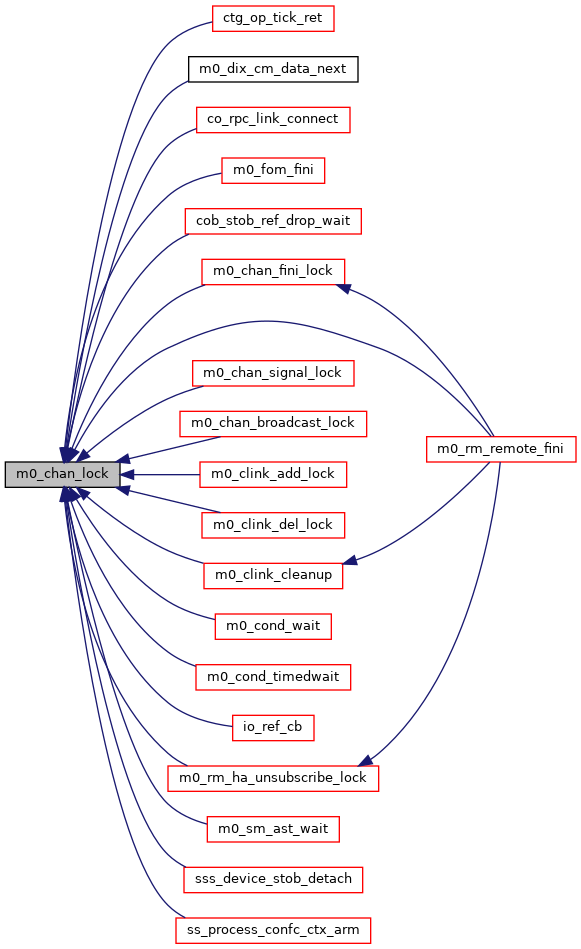 ctg_op_tick_ret
m0_dix_cm_data_next
co_rpc_link_connect
m0_fom_fini
cob_stob_ref_drop_wait
m0_chan_fini_lock
m0_chan_signal_lock
m0_chan_broadcast_lock
m0_rm_remote_fini
m0_chan_lock
m0_clink_add_lock
m0_clink_del_lock
m0_clink_cleanup
m0_cond_wait
m0_cond_timedwait
io_ref_cb
m0_rm_ha_unsubscribe_lock
m0_sm_ast_wait
sss_device_stob_detach
ss_process_confc_ctx_arm